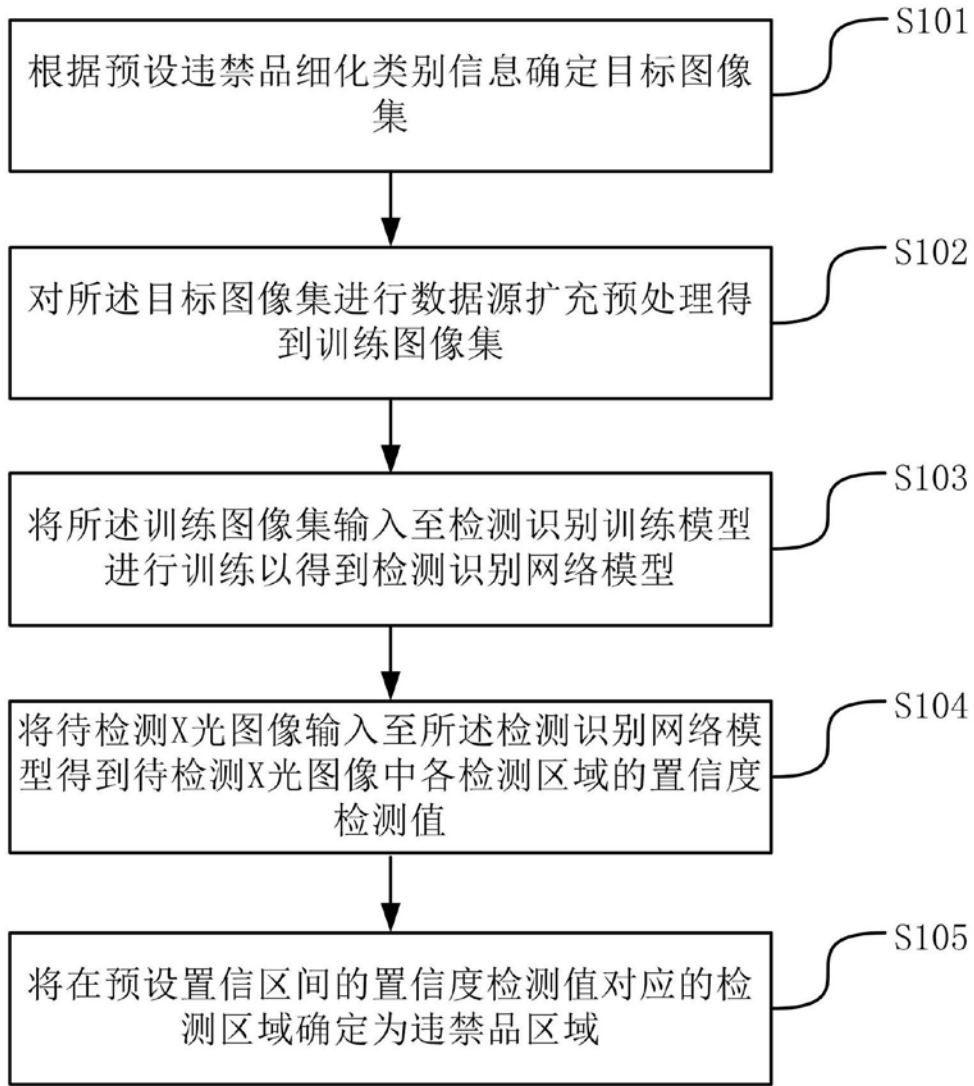 S101
根据预设违禁品细化类别信息确定目标图像
集
S102
对所述目标图像集进行数据源扩充预处理得
到训练图像集
S103
将所述训练图像集输入至检测识别训练模型
进行训练以得到检测识别网络模型
S104
将待检测X光图像输入至所述检测识别网络模
型得到待检测X光图像中各检测区域的置信度
检测值
S105
将在预设置信区间的置信度检测值对应的检
测区域确定为违禁品区域